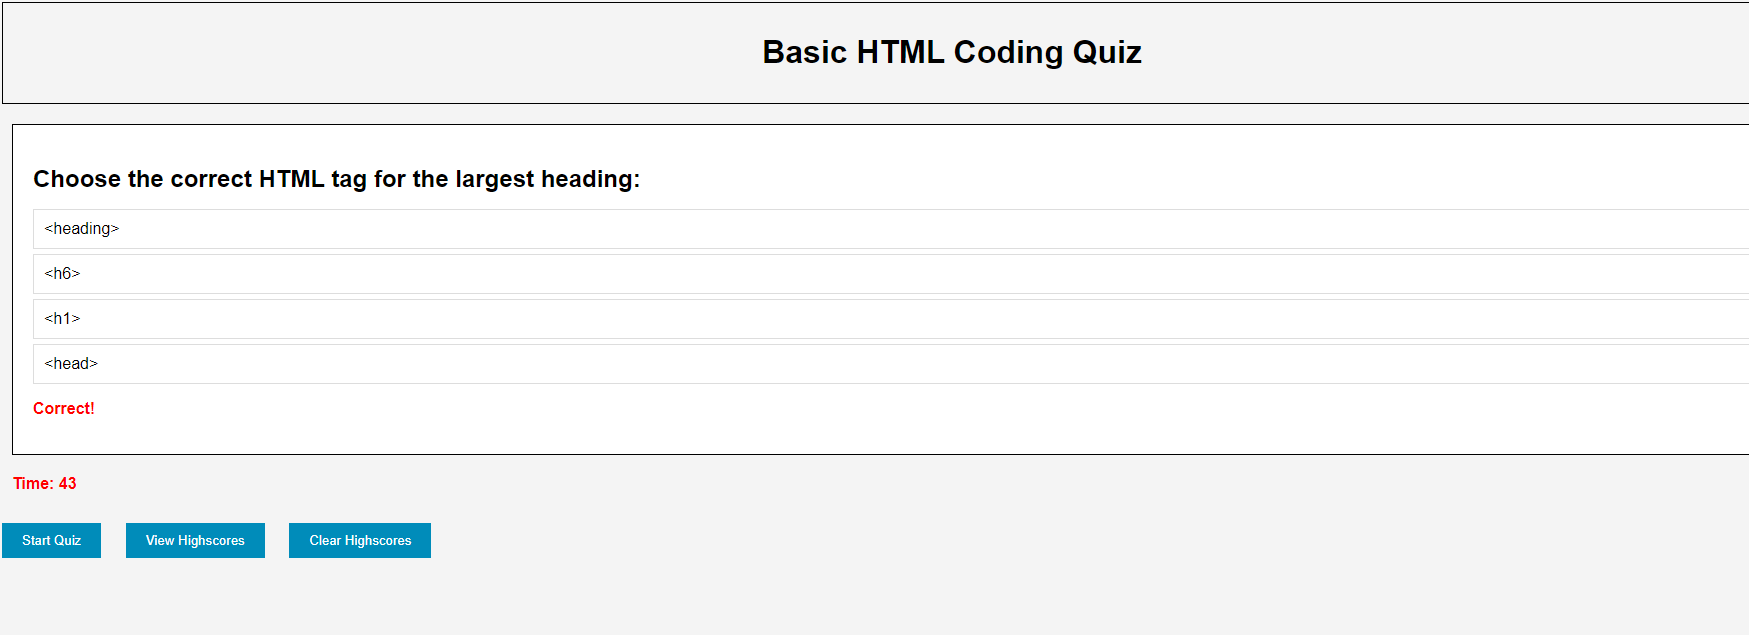 Basic HTML Coding Quiz
Choose the correct HTML tag for the largest heading:
<heading>
<h6>
<h1>
<head>
Correct!
Time: 43
Start Quiz View Highscores Clear Highscores